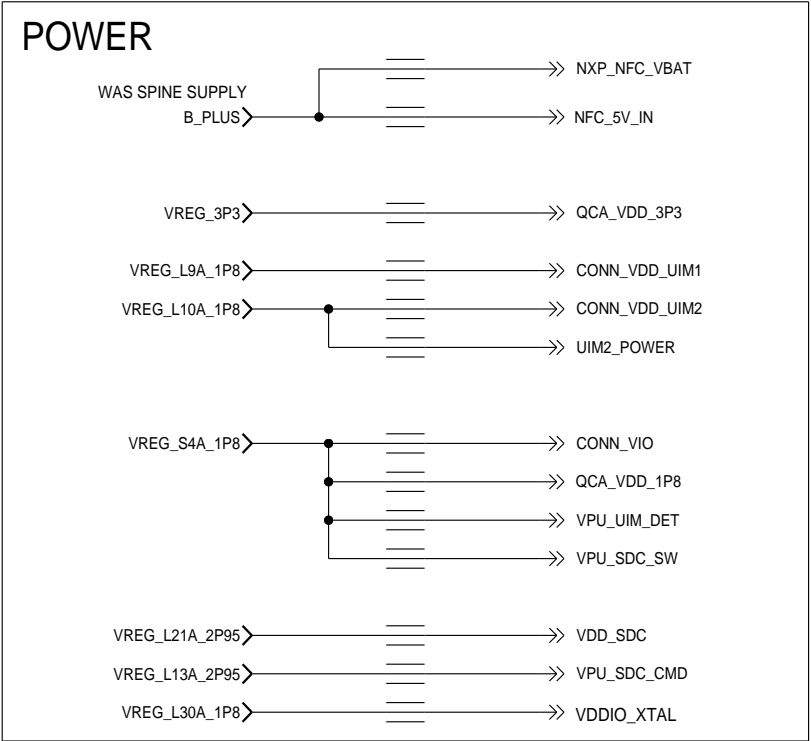 POWER
NXP_NFC_VBAT
WAS SPINE SUPPLY
B_PLUS NFC_5V_IN
VREG_3P3 QCA_VDD_3P3
VREG_L9A_1P8 CONN_VDD_UIM1
VREG_L10A_1P8 CONN_VDD_UIM2
UIM2_POWER
VREG_S4A_1P8 CONN_VIO
QCA_VDD_1P8
VPU_UIM_DET
VPU_SDC_SW
VREG_L21A_2P95 VDD_SDC
VREG_L13A_2P95 VPU_SDC_CMD
VREG_L30A_1P8 VDDIO_XTAL